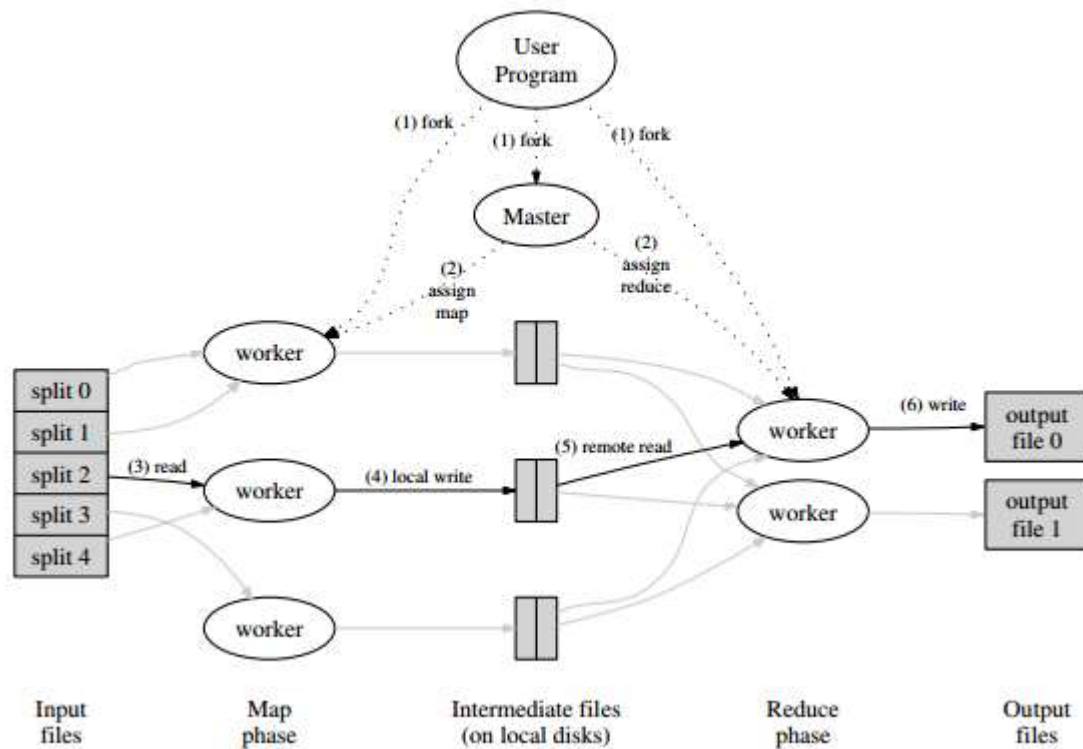 User
Program
(1) fork
(1) fork
(1) fork
Master
(2)
assign
map
(2)
assign
reduce
worker
split 0
split 1
split 2
split 3
split 4
(3) read
worker
(4) local write
(5) remote read
worker
(6) write
output
file 0
worker
output
file 1
worker
Input
files
Map
phase
Intermediate files
(on local disks)
Reduce
phase
Output
files